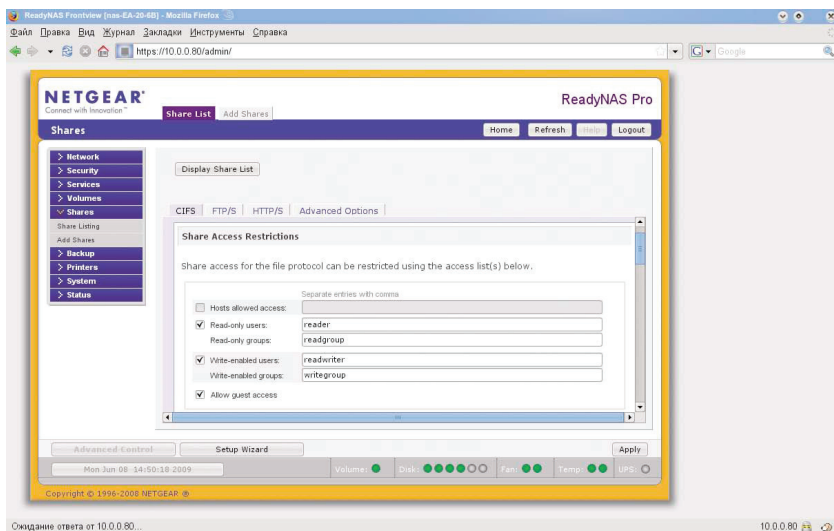 ReadyNAS Frontview [nas-EA-20-6B] - Mozilla Firefox
Файл Правка Вид Журнал Закладки Инструменты Справка
https://10.0.0.80/admin/
Google
NETGEAR®
Connect with Innovation™
Share List Add Shares
ReadyNAS Pro
Shares
Home Refresh Help Logout
> Network
> Security
> Services
> Volumes
Shares
Share Listing
Add Shares
> Backup
> Printers
> System
> Status
Display Share List
CIFS FTP/S HTTP/S Advanced Options
Share Access Restrictions
Share access for the file protocol can be restricted using the access list(s) below.
Separate entries with comma
Hosts allowed access:
Read-only users: reader
Read-only groups: readgroup
Write-enabled users: readwriter
Write-enabled groups: writegroup
Allow guest access
Advanced Control Setup Wizard Apply
Mon Jun 08 14:50:18 2009
Volume: Disk: Fan: Temp: UPS:
Copyright © 1996-2008 NETGEAR ®
Ожидание ответа от 10.0.0.80...
10.0.0.80